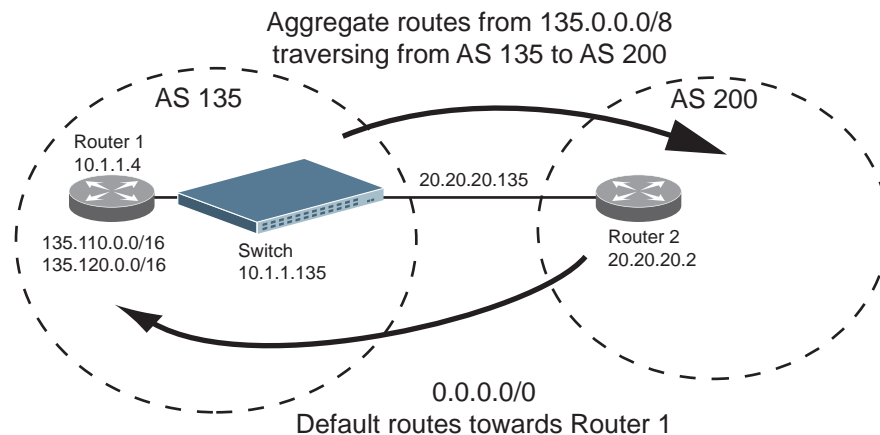 Aggregate routes from 135.0.0.0/8
traversing from AS 135 to AS 200
AS 135
AS 200
Router 1
10.1.1.4
20.20.20.135
135.110.0.0/16
135.120.0.0/16
Switch
10.1.1.135
Router 2
20.20.20.2
0.0.0.0/0
Default routes towards Router 1